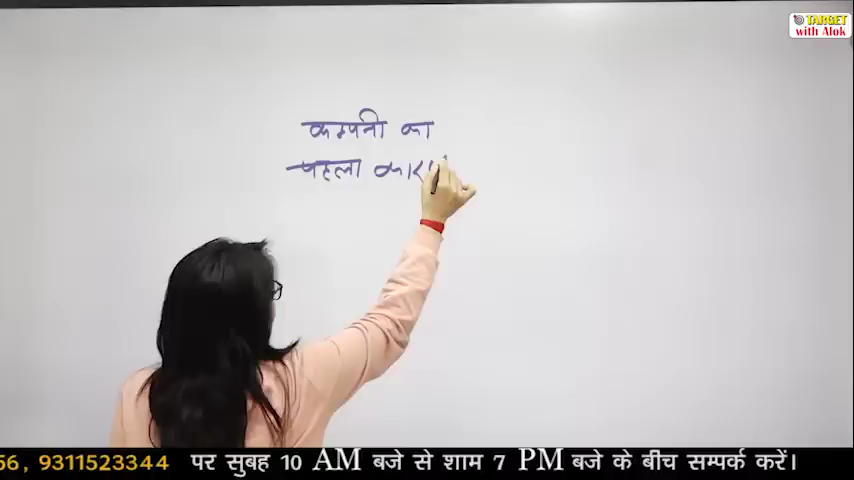 TARGET
with Alok
कम्पनी का
पहला
56, 9311523344 पर सुबह 10 AM बजे से शाम 7 PM बजे के बीच सम्पर्क करें।